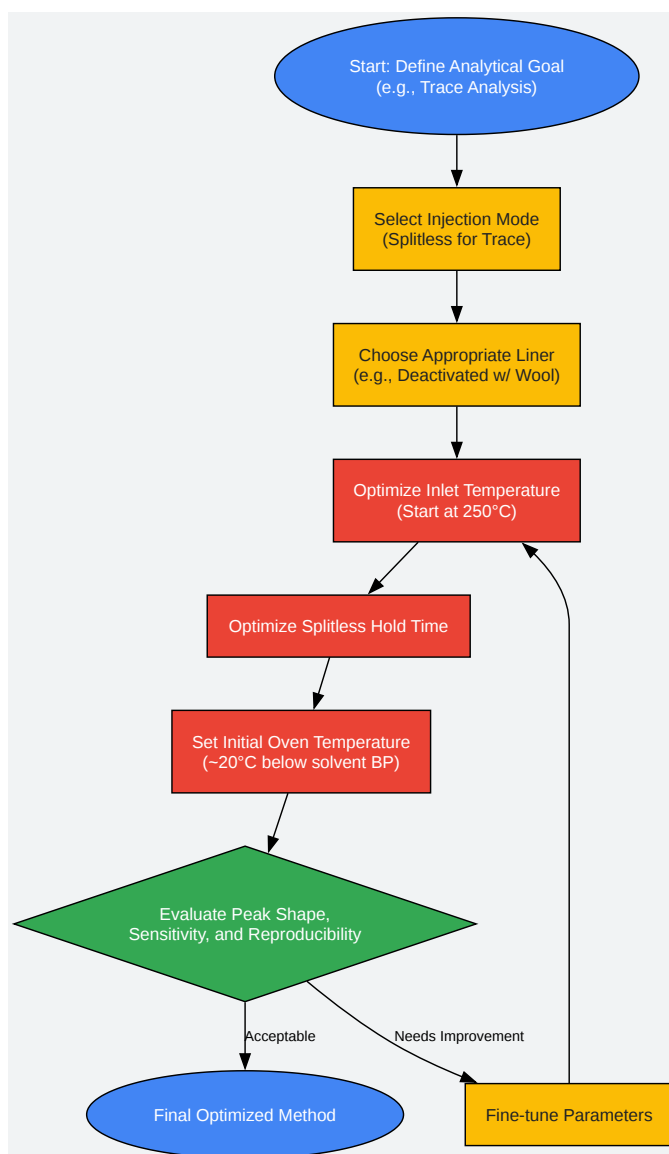 Start: Define Analytical Goal
(e.g., Trace Analysis)
Select Injection Mode
(Splitless for Trace)
Choose Appropriate Liner
(e.g., Deactivated w/ Wool)
Optimize Inlet Temperature
(Start at 250°C)
Optimize Splitless Hold Time
Set Initial Oven Temperature
(~20°C below solvent BP)
Evaluate Peak Shape,
Sensitivity, and Reproducibility
Acceptable
Needs Improvement
Final Optimized Method
Fine-tune Parameters